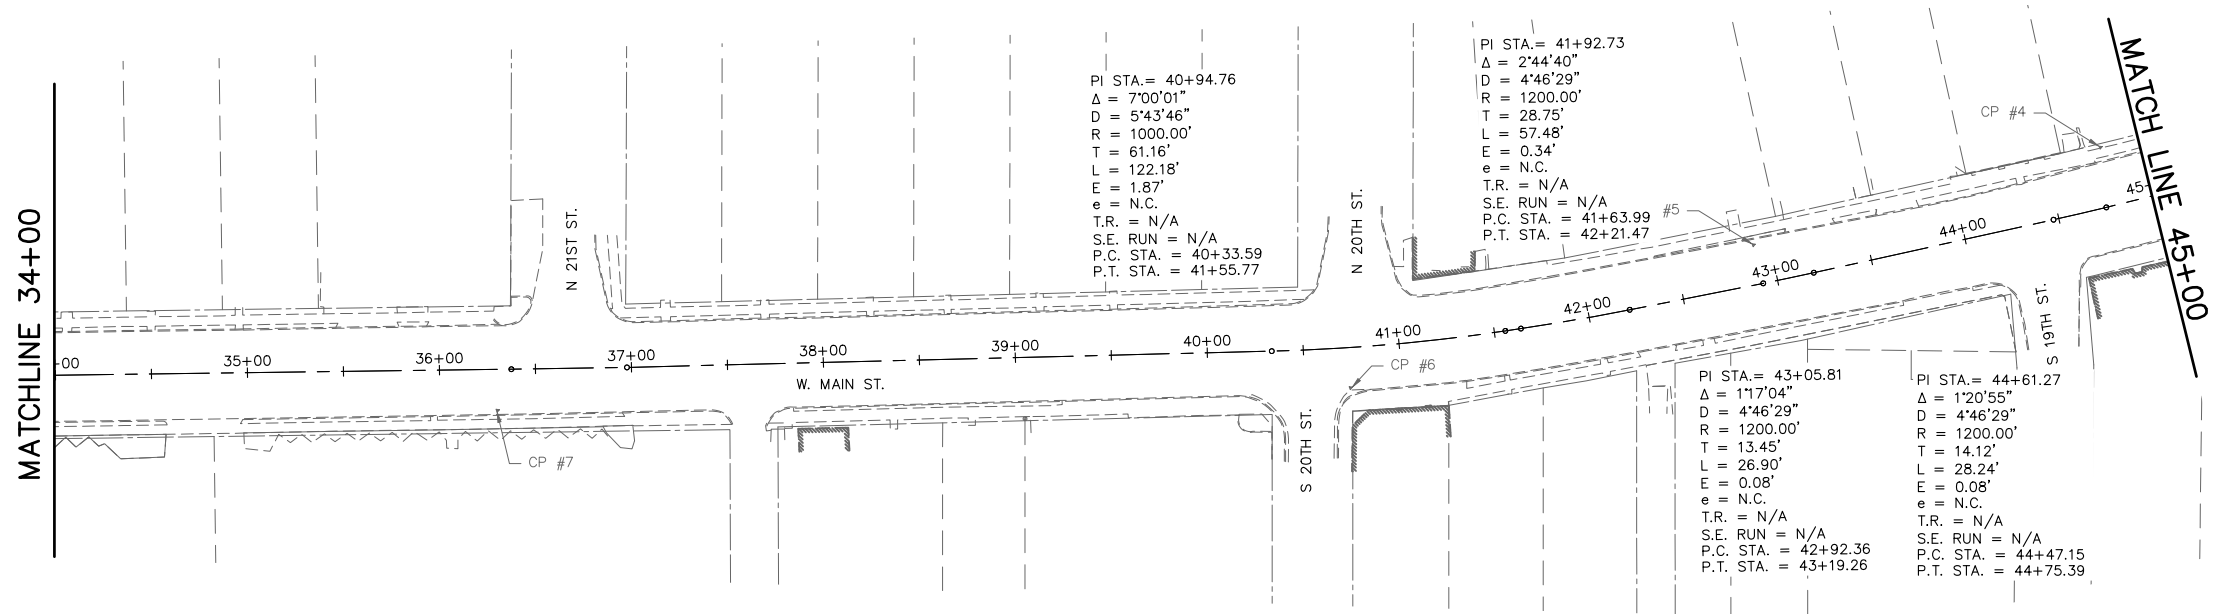 MATCHLINE 34+00
00
35+00
36+00
37+00
38+00
39+00
40+00
41+00
42+00
43+00
44+00
45
W. MAIN ST.
N 21ST ST.
N 20TH ST.
S 20TH ST.
S 19TH ST.
CP #7
CP #6
#5
CP #4
PI STA.= 40+94.76
Δ = 7°00'01"
D = 5°43'46"
R = 1000.00'
T = 61.16'
L = 122.18'
E = 1.87'
e = N.C.
T.R. = N/A
S.E. RUN = N/A
P.C. STA. = 40+33.59
P.T. STA. = 41+55.77
PI STA.= 41+92.73
Δ = 2°44'40"
D = 4°46'29"
R = 1200.00'
T = 28.75'
L = 57.48'
E = 0.34'
e = N.C.
T.R. = N/A
S.E. RUN = N/A
P.C. STA. = 41+63.99
P.T. STA. = 42+21.47
PI STA.= 43+05.81
Δ = 1°17'04"
D = 4°46'29"
R = 1200.00'
T = 13.45'
L = 26.90'
E = 0.08'
e = N.C.
T.R. = N/A
S.E. RUN = N/A
P.C. STA. = 42+92.36
P.T. STA. = 43+19.26
PI STA.= 44+61.27
Δ = 1°20'55"
D = 4°46'29"
R = 1200.00'
T = 14.12'
L = 28.24'
E = 0.08'
e = N.C.
T.R. = N/A
S.E. RUN = N/A
P.C. STA. = 44+47.15
P.T. STA. = 44+75.39
MATCH LINE 45+00